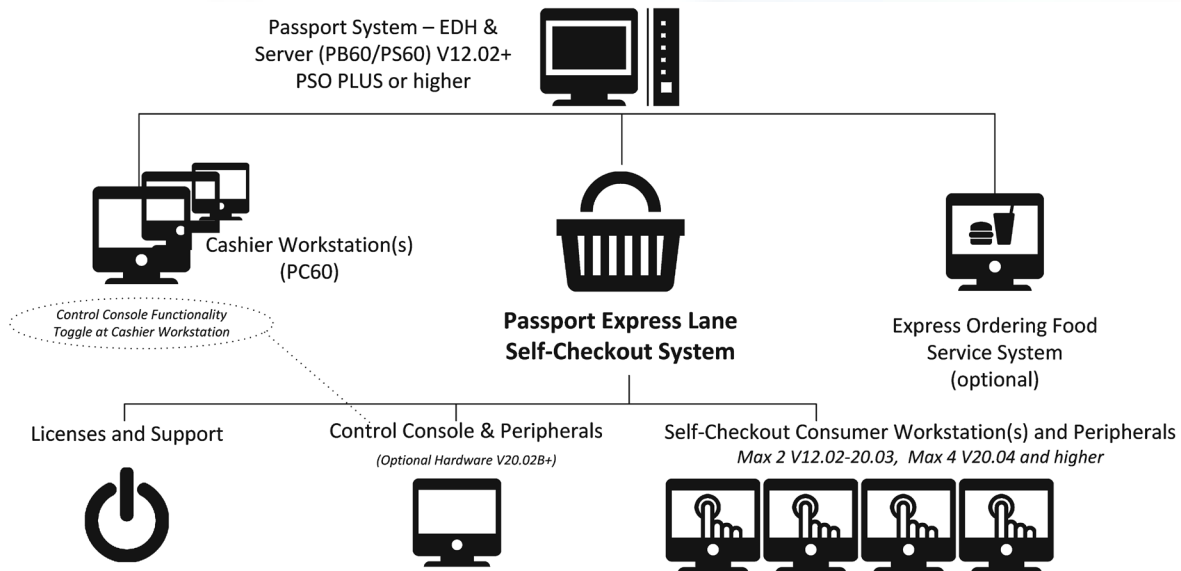 Passport System – EDH &
Server (PB60/PS60) V12.02+
PSO PLUS or higher
Cashier Workstation(s)
(PC60)
Control Console Functionality
Toggle at Cashier Workstation
Passport Express Lane
Self-Checkout System
Express Ordering Food
Service System
(optional)
Licenses and Support
Control Console & Peripherals
(Optional Hardware V20.02B+)
Self-Checkout Consumer Workstation(s) and Peripherals
Max 2 V12.02-20.03, Max 4 V20.04 and higher